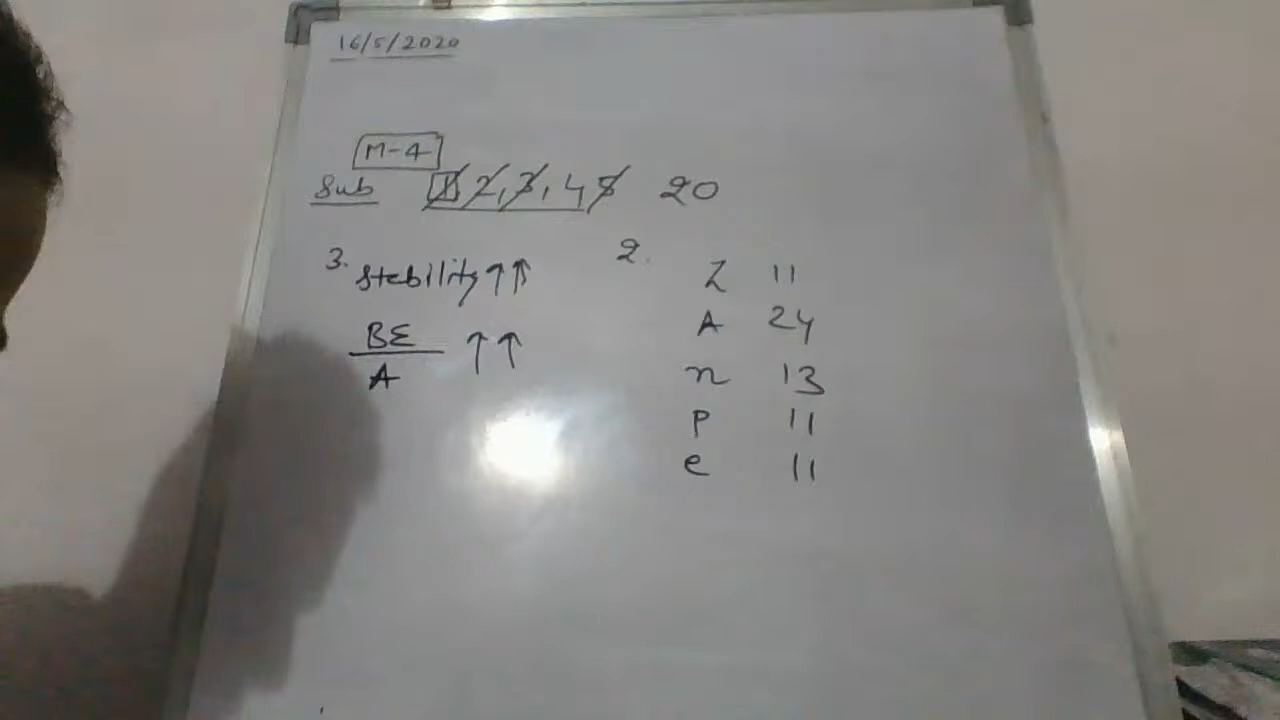 16/5/2020
M-4
Sub 1 2, 3, 4 5 20
3. Stability ↑↑
BE
A ↑↑
2.
Z 11
A 24
n 13
P 11
e 11